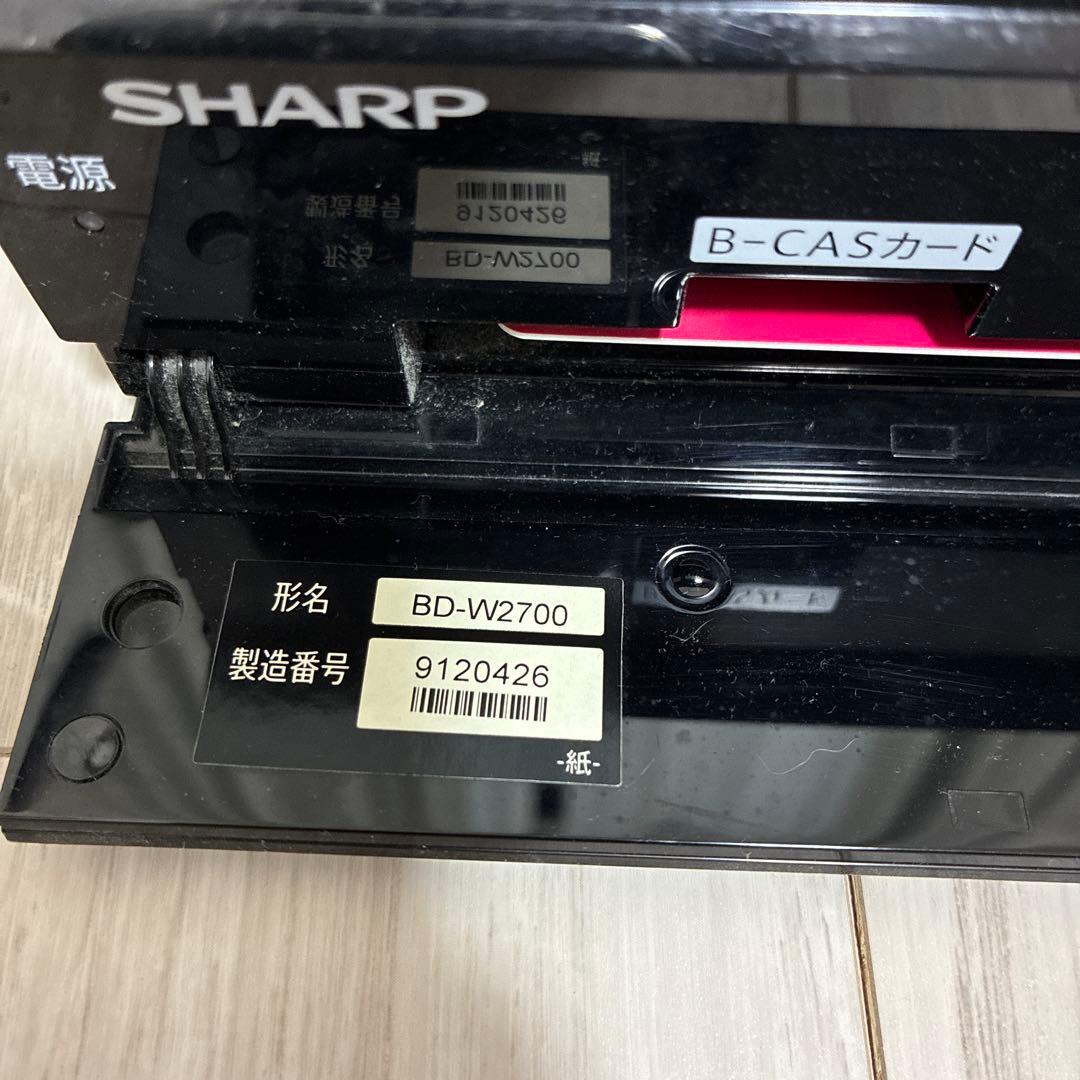 SHARP
電源
B-CASカード
形名 BD-W2700
製造番号 9120426
-紙-